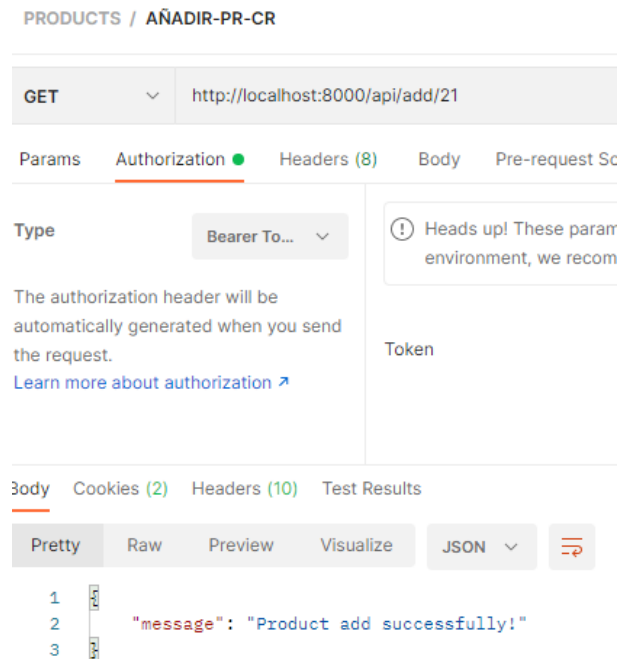 PRODUCTS / AÑADIR-PR-CR
GET http://localhost:8000/api/add/21
Params Authorization Headers (8) Body Pre-request Sc
Type Bearer To...
Heads up! These param
environment, we recom
The authorization header will be
automatically generated when you send
the request.
Learn more about authorization ↗
Token
Body Cookies (2) Headers (10) Test Results
Pretty Raw Preview Visualize JSON
1 {
2 "message": "Product add successfully!"
3 }